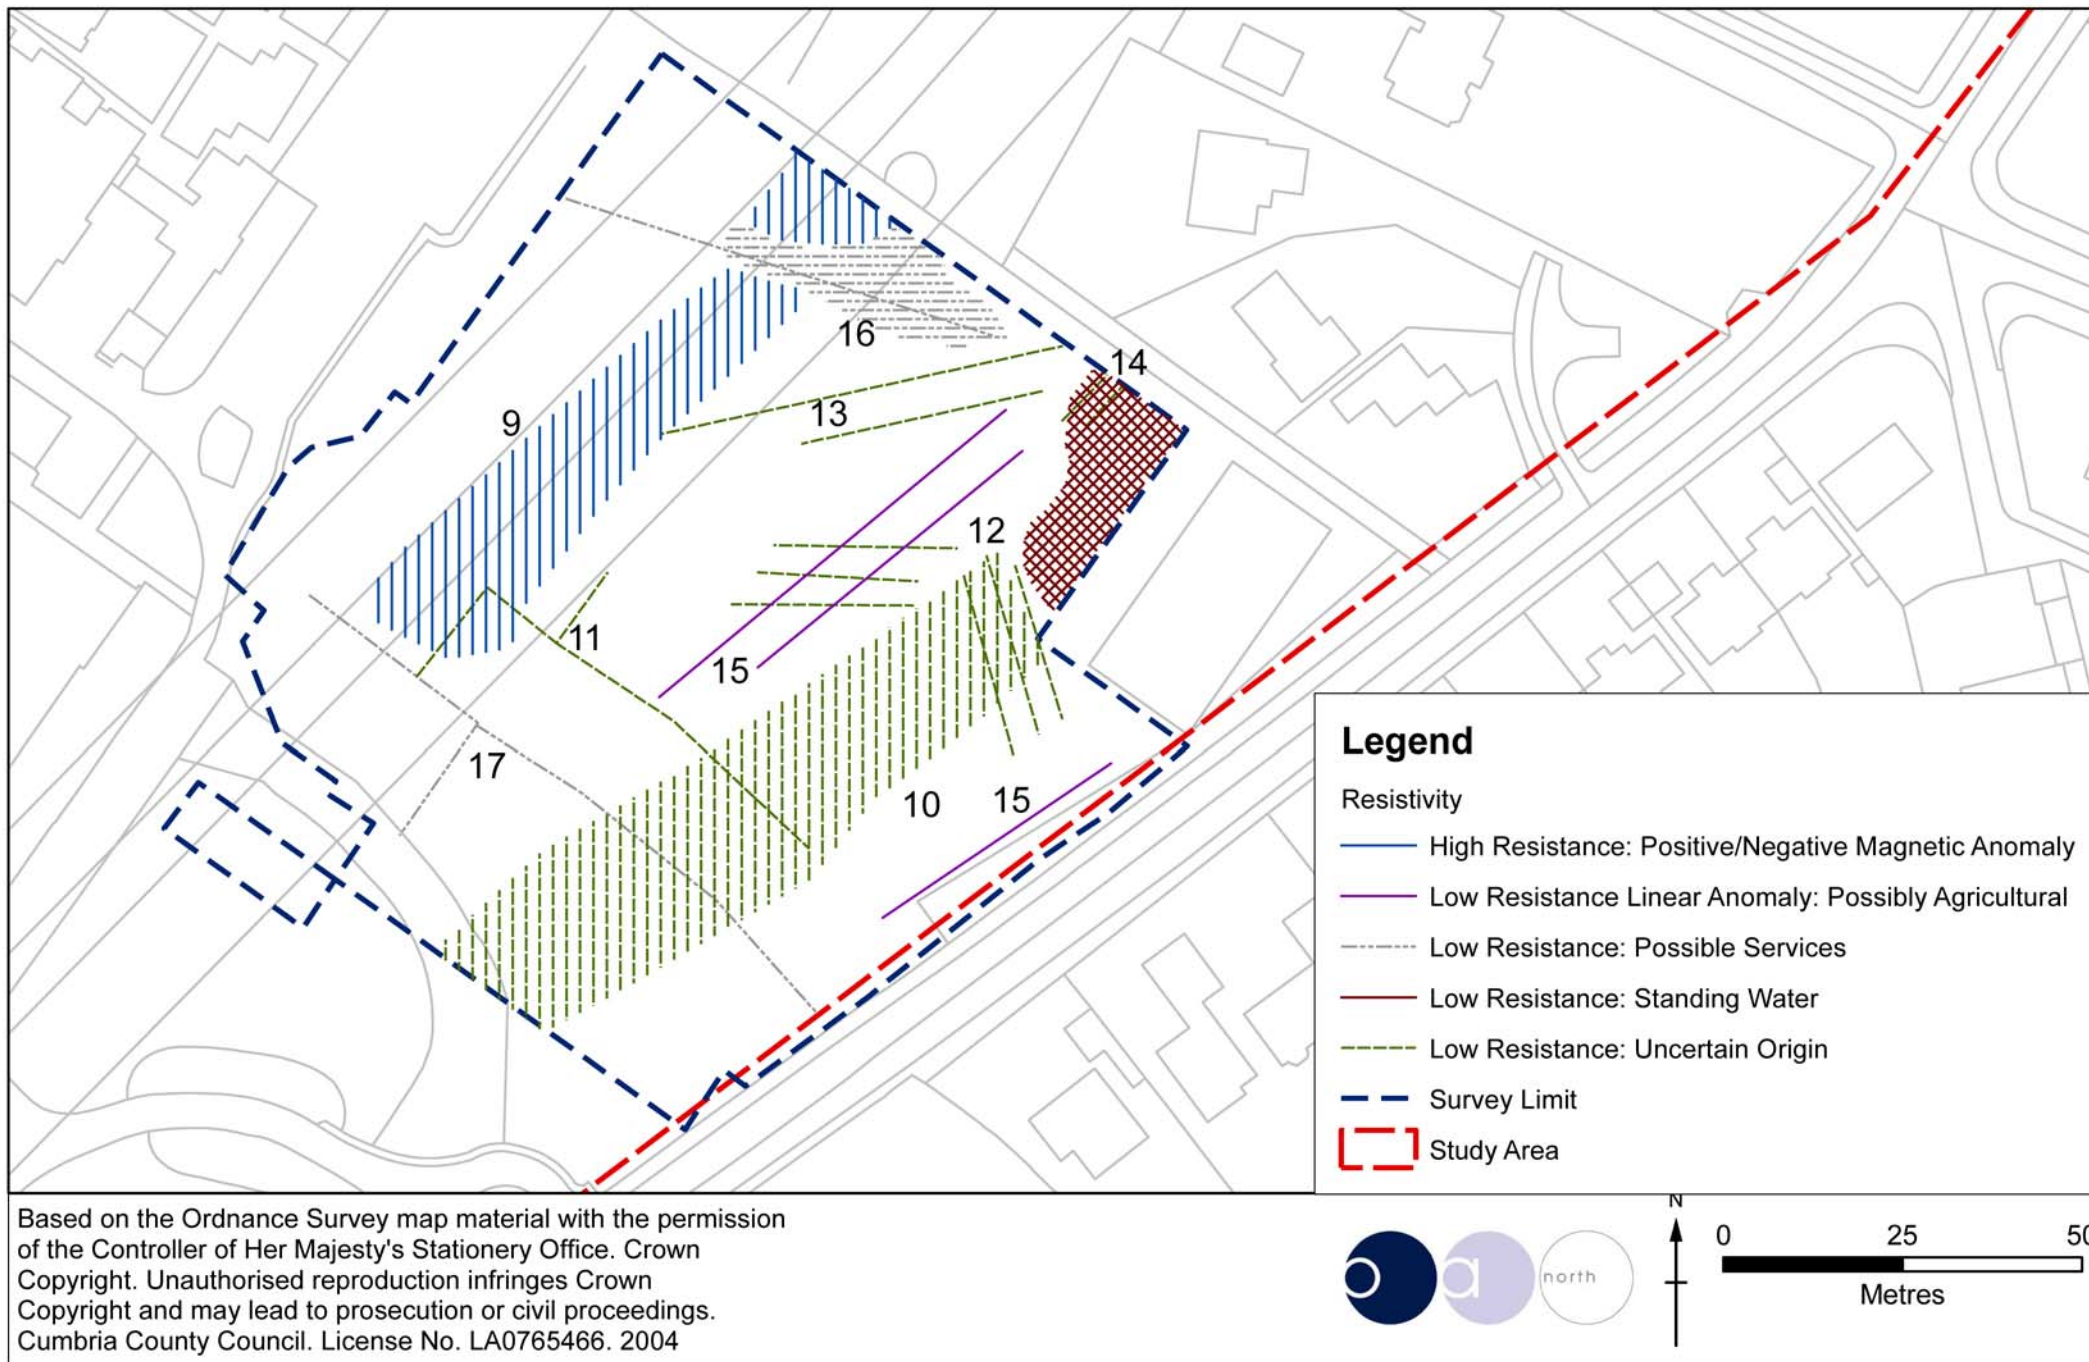 14
16
13
9
12
11
15
17
10
15
Legend
Resistivity
High Resistance: Positive/Negative Magnetic Anomaly
Low Resistance Linear Anomaly: Possibly Agricultural
Low Resistance: Possible Services
Low Resistance: Standing Water
Low Resistance: Uncertain Origin
Survey Limit
Study Area
Based on the Ordnance Survey map material with the permission
of the Controller of Her Majesty's Stationery Office. Crown
Copyright. Unauthorised reproduction infringes Crown
Copyright and may lead to prosecution or civil proceedings.
Cumbria County Council. License No. LA0765466. 2004
o a north
N
0 25 50
Metres